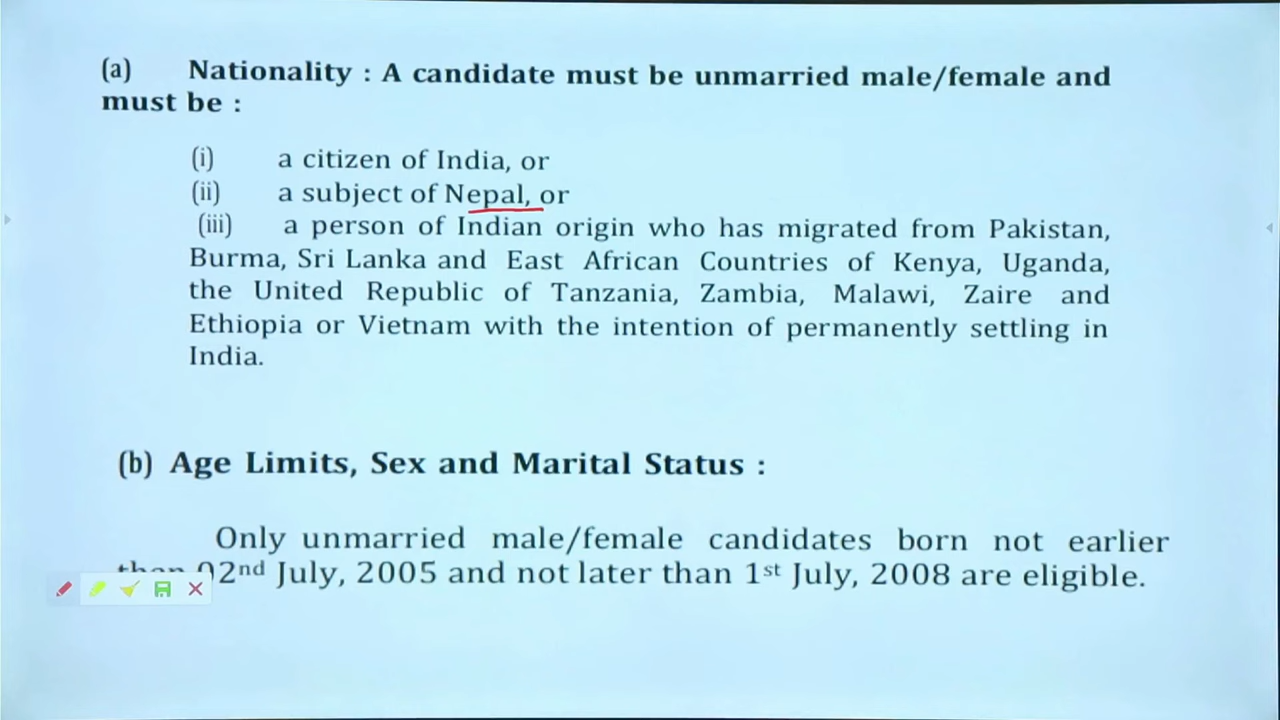 (a) Nationality : A candidate must be unmarried male/female and
must be :
(i) a citizen of India, or
(ii) a subject of Nepal, or
(iii) a person of Indian origin who has migrated from Pakistan,
Burma, Sri Lanka and East African Countries of Kenya, Uganda,
the United Republic of Tanzania, Zambia, Malawi, Zaire and
Ethiopia or Vietnam with the intention of permanently settling in
India.
(b) Age Limits, Sex and Marital Status :
Only unmarried male/female candidates born not earlier
than 02nd July, 2005 and not later than 1st July, 2008 are eligible.